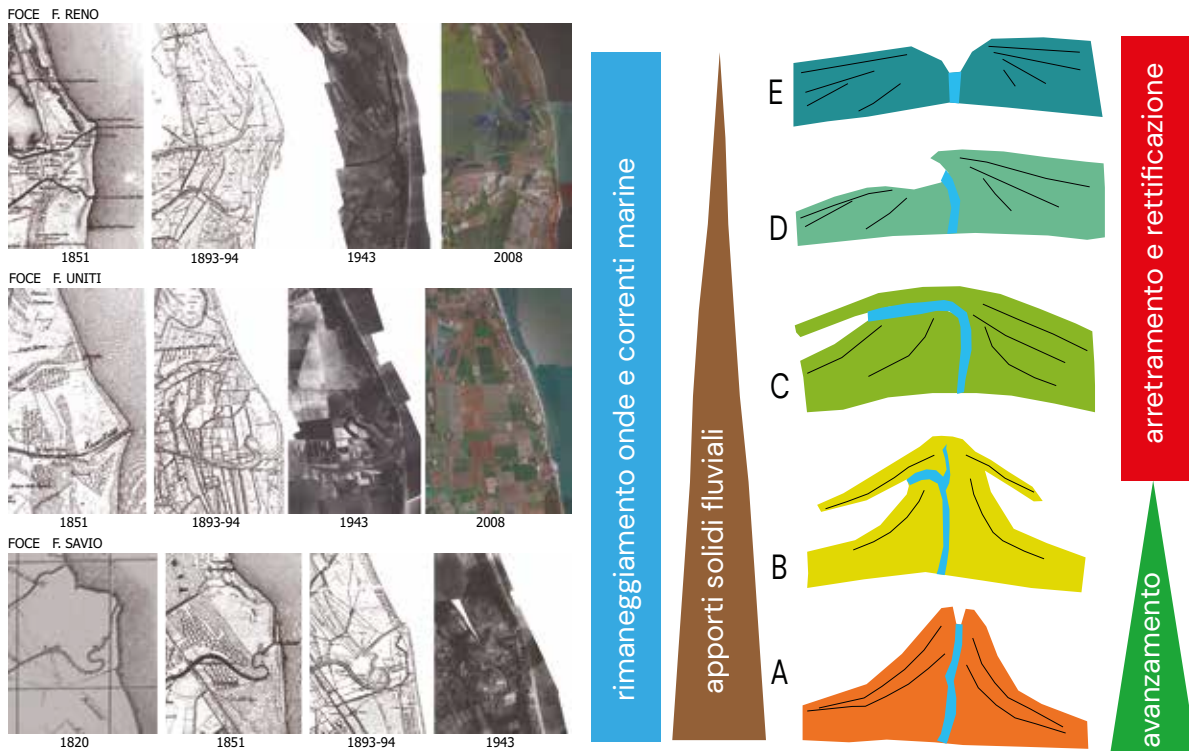 FOCE F. RENO
1851
1893-94
1943
2008
FOCE F. UNITI
1851
1893-94
1943
2008
FOCE F. SAVIO
1820
1851
1893-94
1943
rimaneggiamento onde e correnti marine
apporti solidi fluviali
E
D
C
B
A
arretramento e rettificazione
avanzamento